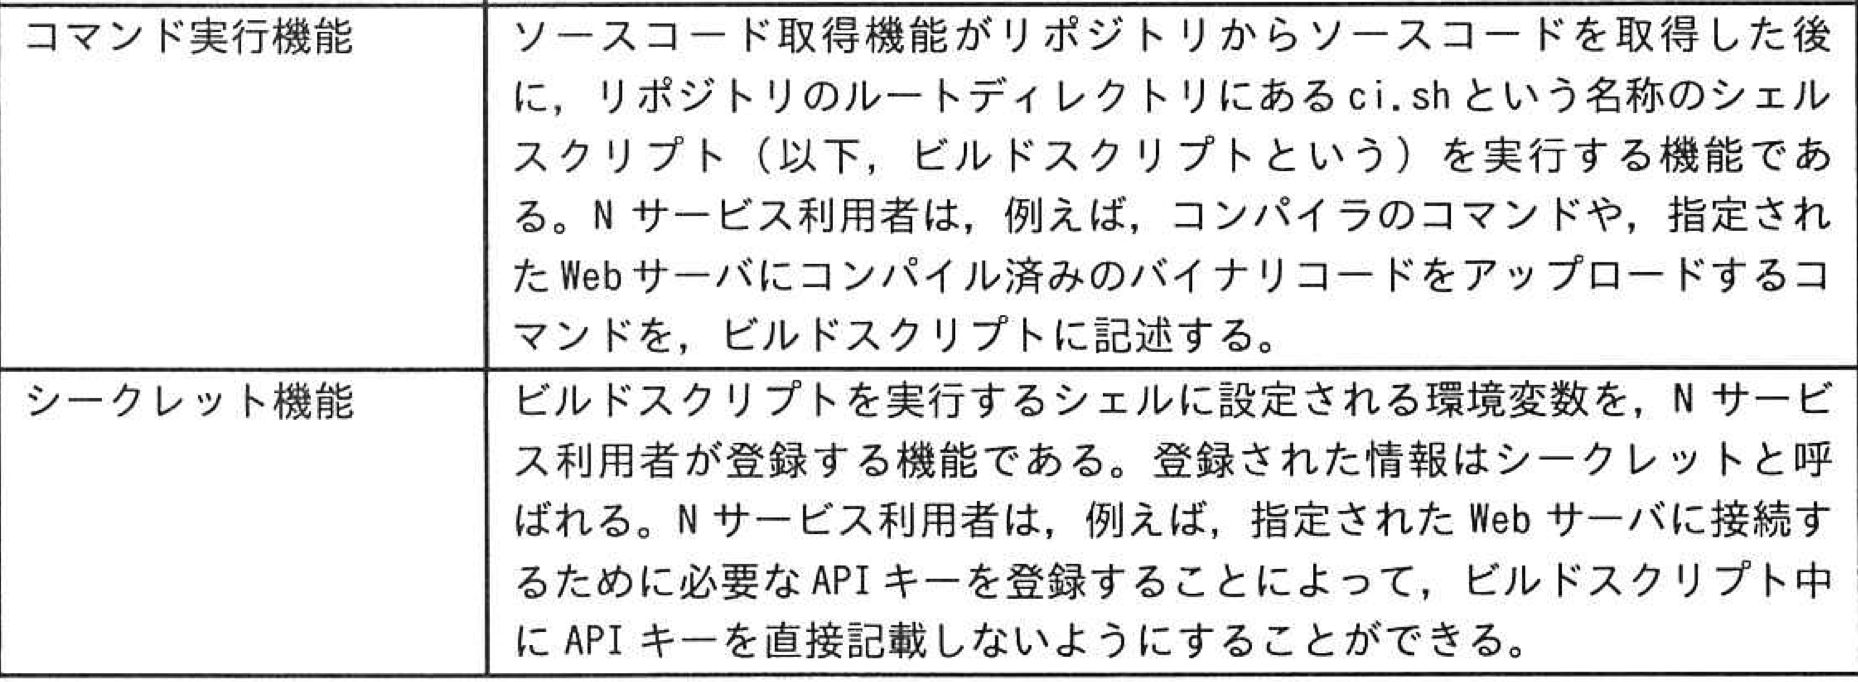 コマンド実行機能
ソースコード取得機能がリポジトリからソースコードを取得した後
に，リポジトリのルートディレクトリにあるci.shという名称のシェル
スクリプト（以下，ビルドスクリプトという）を実行する機能であ
る。N サービス利用者は，例えば，コンパイラのコマンドや，指定され
たWebサーバにコンパイル済みのバイナリコードをアップロードするコ
マンドを，ビルドスクリプトに記述する。
シークレット機能
ビルドスクリプトを実行するシェルに設定される環境変数を，N サービ
ス利用者が登録する機能である。登録された情報はシークレットと呼
ばれる。N サービス利用者は，例えば，指定された Web サーバに接続す
るために必要な API キーを登録することによって，ビルドスクリプト中
に API キーを直接記載しないようにすることができる。